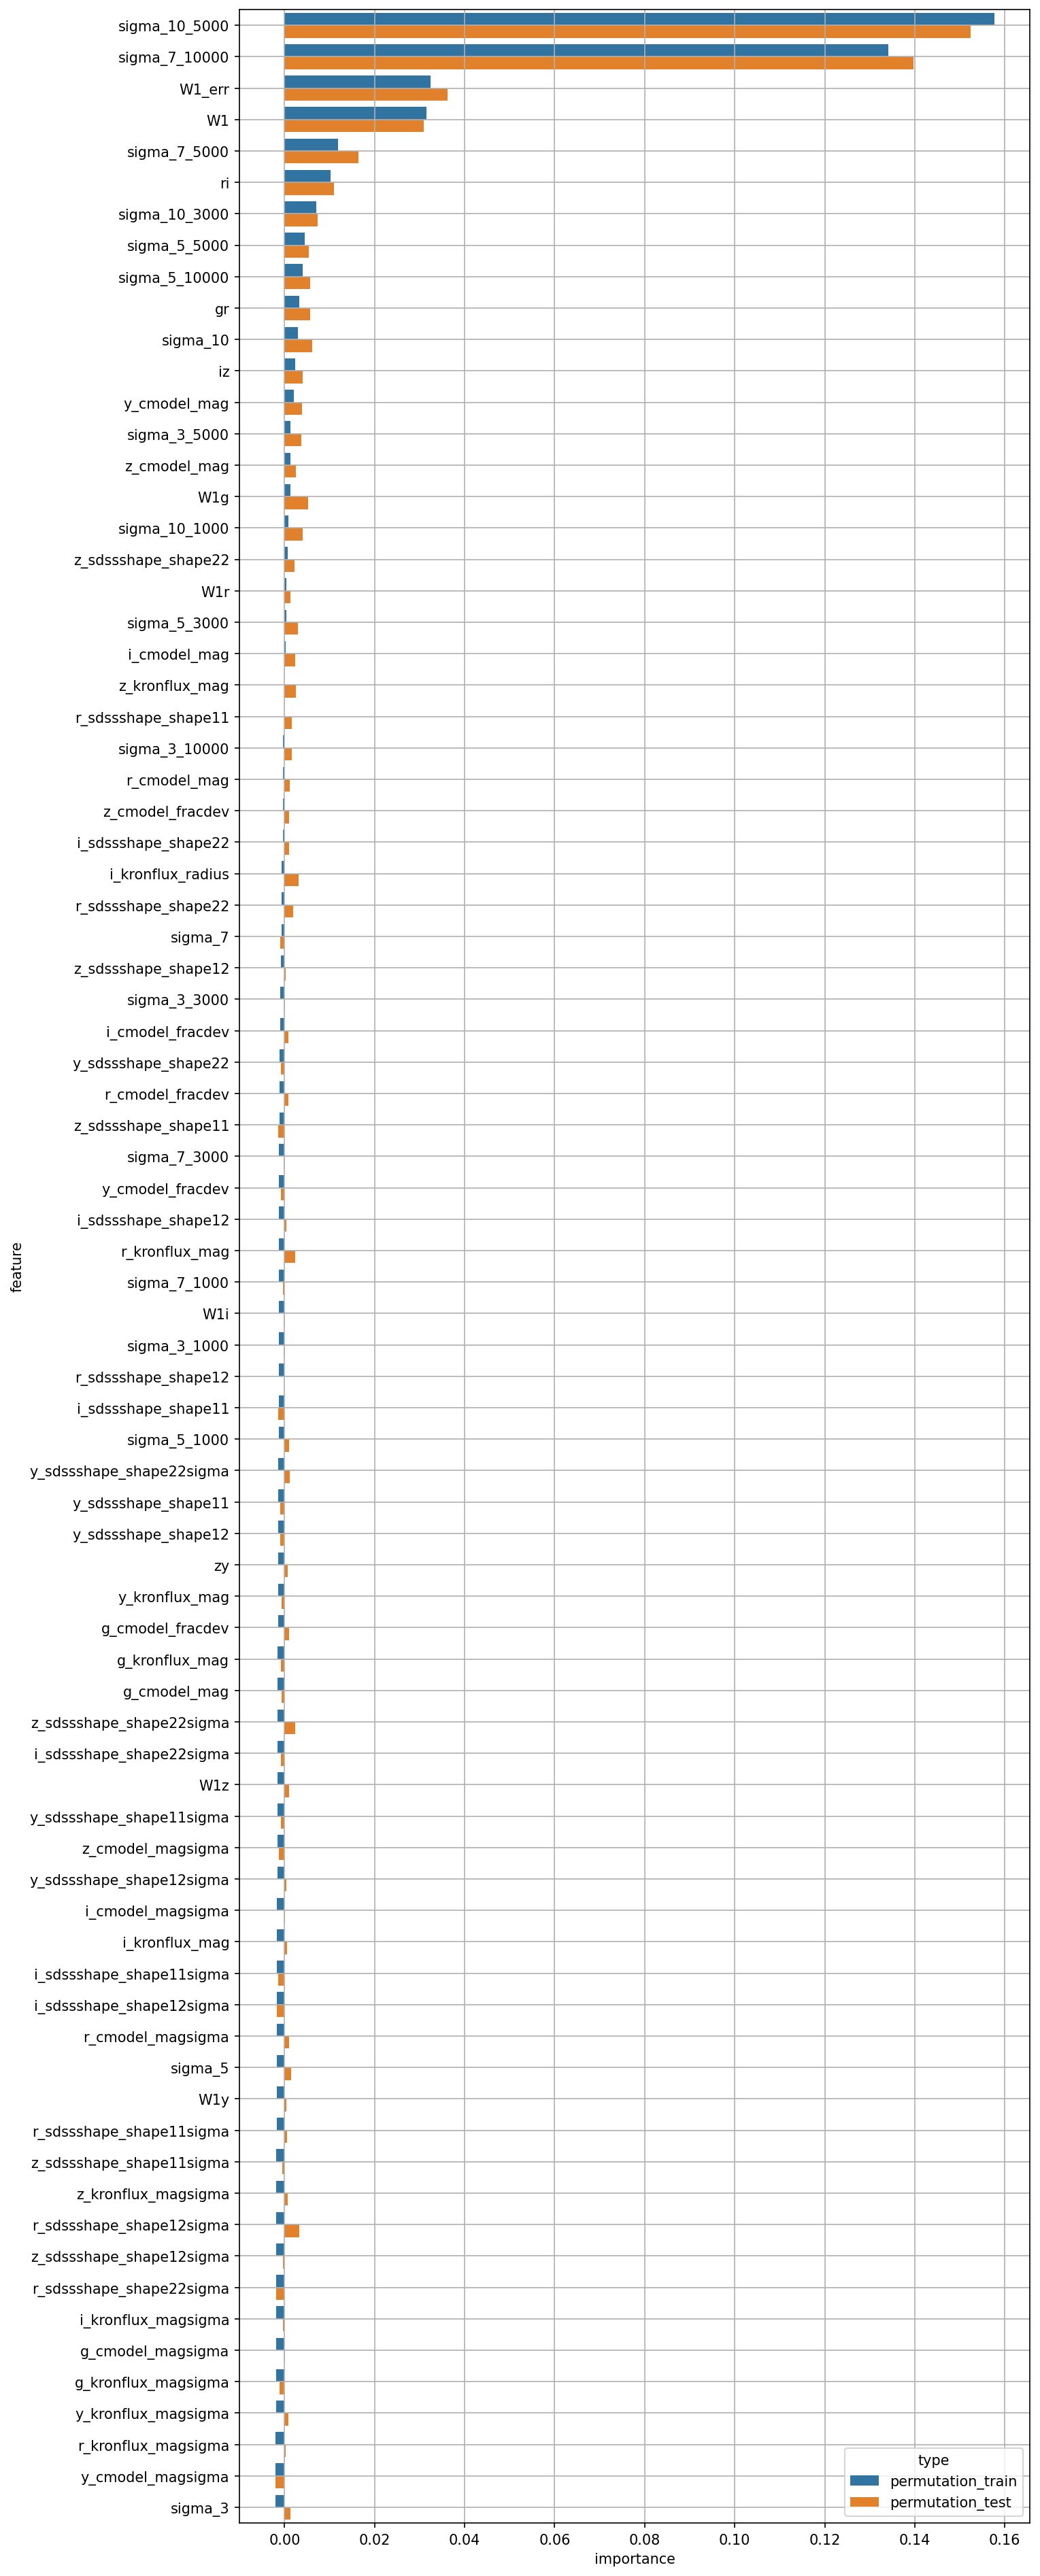 sigma_10_5000
sigma_7_10000
W1_err
W1
sigma_7_5000
ri
sigma_10_3000
sigma_5_5000
sigma_5_10000
gr
sigma_10
iz
y_cmodel_mag
sigma_3_5000
z_cmodel_mag
W1g
sigma_10_1000
z_sdssshape_shape22
W1r
sigma_5_3000
i_cmodel_mag
z_kronflux_mag
r_sdssshape_shape11
sigma_3_10000
r_cmodel_mag
z_cmodel_fracdev
i_sdssshape_shape22
i_kronflux_radius
r_sdssshape_shape22
sigma_7
z_sdssshape_shape12
sigma_3_3000
i_cmodel_fracdev
y_sdssshape_shape22
r_cmodel_fracdev
z_sdssshape_shape11
sigma_7_3000
y_cmodel_fracdev
i_sdssshape_shape12
r_kronflux_mag
sigma_7_1000
W1i
sigma_3_1000
r_sdssshape_shape12
i_sdssshape_shape11
sigma_5_1000
y_sdssshape_shape22sigma
y_sdssshape_shape11
y_sdssshape_shape12
zy
y_kronflux_mag
g_cmodel_fracdev
g_kronflux_mag
g_cmodel_mag
z_sdssshape_shape22sigma
i_sdssshape_shape22sigma
W1z
y_sdssshape_shape11sigma
z_cmodel_magsigma
y_sdssshape_shape12sigma
i_cmodel_magsigma
i_kronflux_mag
i_sdssshape_shape11sigma
i_sdssshape_shape12sigma
r_cmodel_magsigma
sigma_5
W1y
r_sdssshape_shape11sigma
z_sdssshape_shape11sigma
z_kronflux_magsigma
r_sdssshape_shape12sigma
z_sdssshape_shape12sigma
r_sdssshape_shape22sigma
i_kronflux_magsigma
g_cmodel_magsigma
g_kronflux_magsigma
y_kronflux_magsigma
r_kronflux_magsigma
y_cmodel_magsigma
sigma_3
feature
0.00 0.02 0.04 0.06 0.08 0.10 0.12 0.14 0.16
importance
type
permutation_train
permutation_test